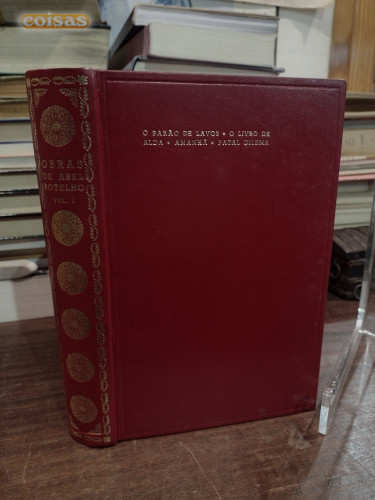 coisas
O BARÃO DE LAVOS • O LIVRO DE
ALDA • AMANHÃ • FATAL DILEMA
OBRAS
DE ABEL
BOTELHO
VOL. I